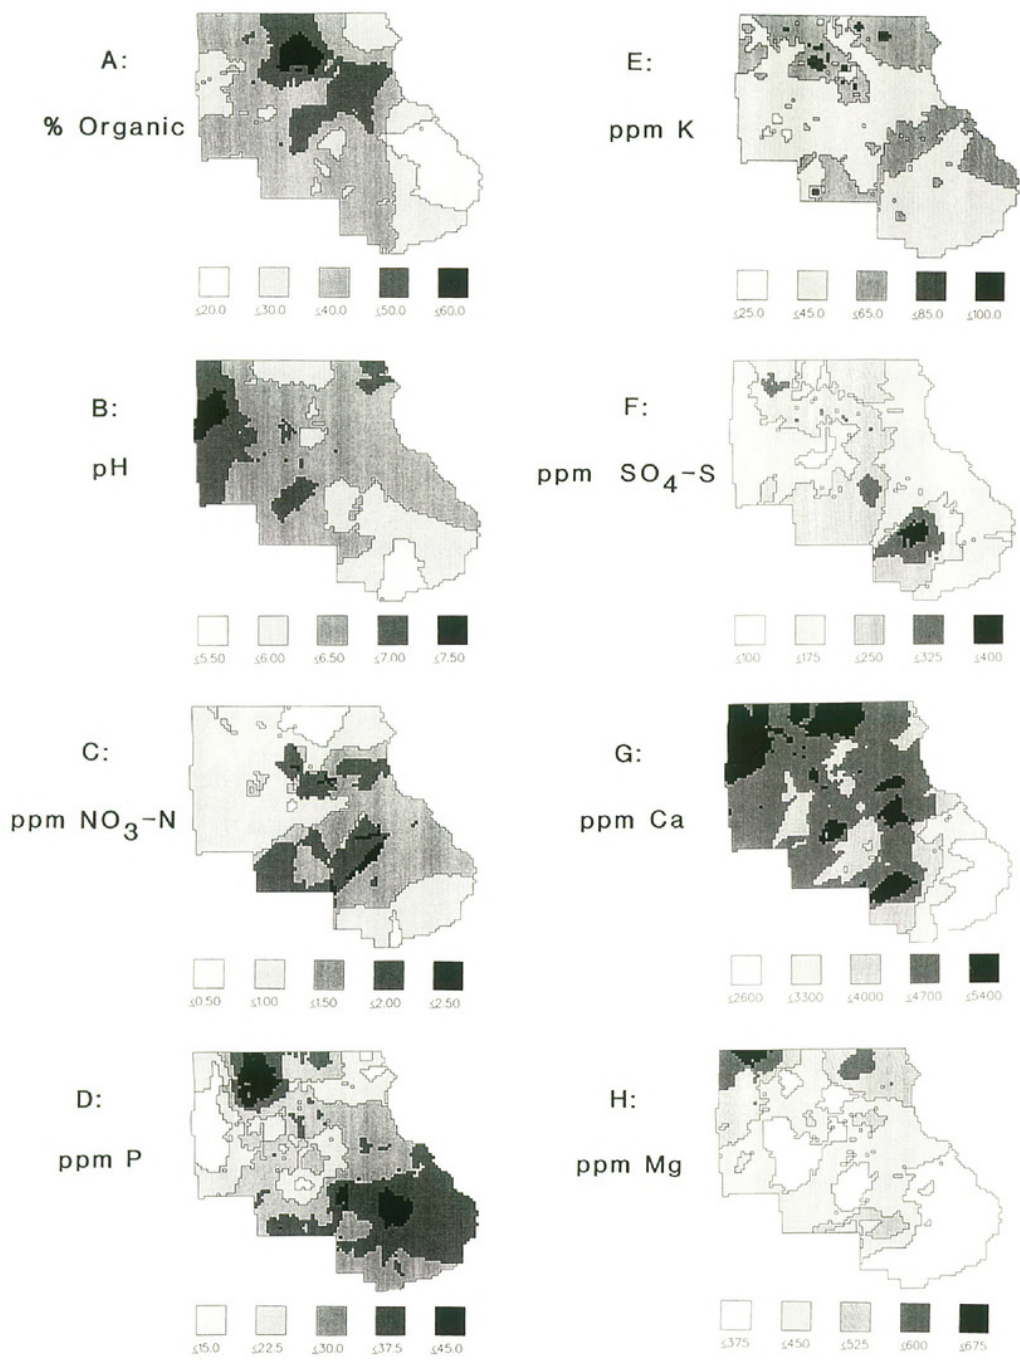 A:
% Organic
≤20.0 ≤30.0 ≤40.0 ≤50.0 ≤60.0
B:
pH
≤5.50 ≤6.00 ≤6.50 ≤7.00 ≤7.50
C:
ppm NO3-N
≤0.50 ≤1.00 ≤1.50 ≤2.00 ≤2.50
D:
ppm P
≤15.0 ≤22.5 ≤30.0 ≤37.5 ≤45.0
E:
ppm K
≤25.0 ≤45.0 ≤65.0 ≤85.0 ≤100.0
F:
ppm SO4-S
≤100 ≤175 ≤250 ≤325 ≤400
G:
ppm Ca
≤2600 ≤3300 ≤4000 ≤4700 ≤5400
H:
ppm Mg
≤375 ≤450 ≤525 ≤600 ≤675